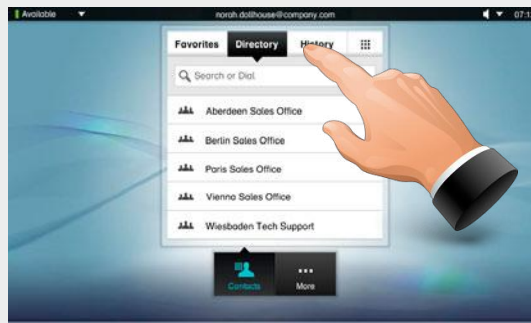 Available
norah.dollhouse@company.com
07:1
Favorites Directory History
Search or Dial
Aberdeen Sales Office
Berlin Sales Office
Paris Sales Office
Vienna Sales Office
Wiesbaden Tech Support
Contacts More